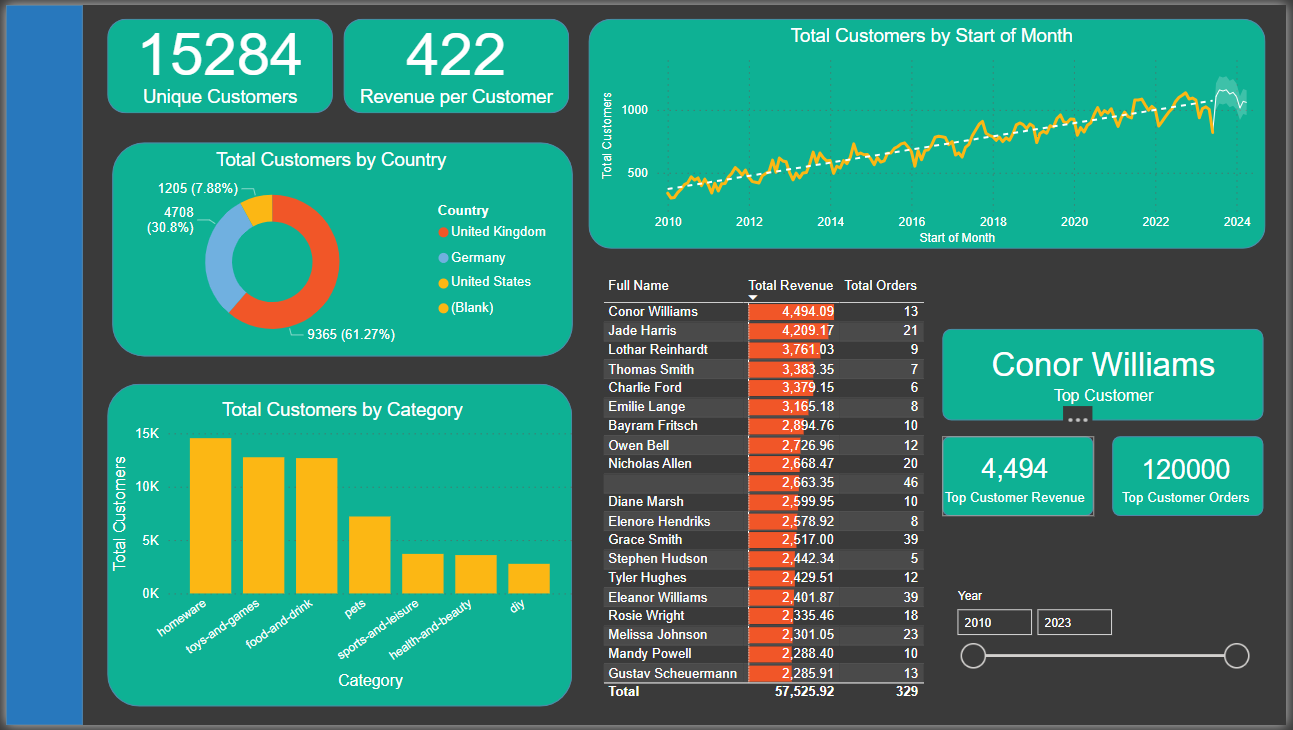 15284
Unique Customers
422
Revenue per Customer
Total Customers by Start of Month
Total Customers
1000
500
2010 2012 2014 2016 2018 2020 2022 2024
Start of Month
Total Customers by Country
1205 (7.88%)
4708
(30.8%)
9365 (61.27%)
Country
United Kingdom
Germany
United States
(Blank)
Total Customers by Category
Total Customers
15K
10K
5K
0K
homeware toys-and-games food-and-drink pets sports-and-leisure health-and-beauty diy
Category
Full Name Total Revenue Total Orders
Conor Williams 4,494.09 13
Jade Harris 4,209.17 21
Lothar Reinhardt 3,761.03 9
Thomas Smith 3,383.35 7
Charlie Ford 3,379.15 6
Emilie Lange 3,165.18 8
Bayram Fritsch 2,894.76 10
Owen Bell 2,726.96 12
Nicholas Allen 2,668.47 20
2,663.35 46
Diane Marsh 2,599.95 10
Elenore Hendriks 2,578.92 8
Grace Smith 2,517.00 39
Stephen Hudson 2,442.34 5
Tyler Hughes 2,429.51 12
Eleanor Williams 2,401.87 39
Rosie Wright 2,335.46 18
Melissa Johnson 2,301.05 23
Mandy Powell 2,288.40 10
Gustav Scheuermann 2,285.91 13
Total 57,525.92 329
Conor Williams
Top Customer
4,494
Top Customer Revenue
120000
Top Customer Orders
Year
2010 2023